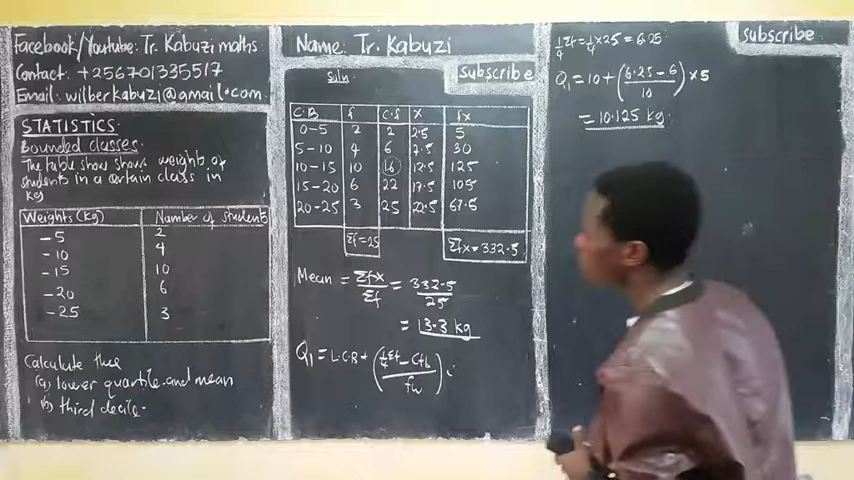 Facebook/Youtube: Tr. Kabuzi maths
Contact: +256701335517
Email: wilberkabuzi@gmail.com
STATISTICS
Bounded classes
The table show shows weights of
students in a certain class in
kg
Weights (kg) Number of students
-5 2
-10 4
-15 10
-20 6
-25 3
Calculate the
(a) lower quartile and mean
(b) third decile
Name: Tr. Kabuzi
Soln
Subscribe
C.B f C.f x fx
0-5 2 2 2.5 5
5-10 4 6 7.5 30
10-15 10 16 12.5 125
15-20 6 22 17.5 105
20-25 3 25 22.5 67.5
Σf=25 Σfx=332.5
Mean = Σfx/Σf = 332.5/25
= 13.3 kg
Q1 = L.C.B + (¼Σf - Cfb / fw)
¼Σf = ¼ × 25 = 6.25
subscribe
Q1 = 10 + (6.25 - 6 / 10) × 5
= 10.125 kg